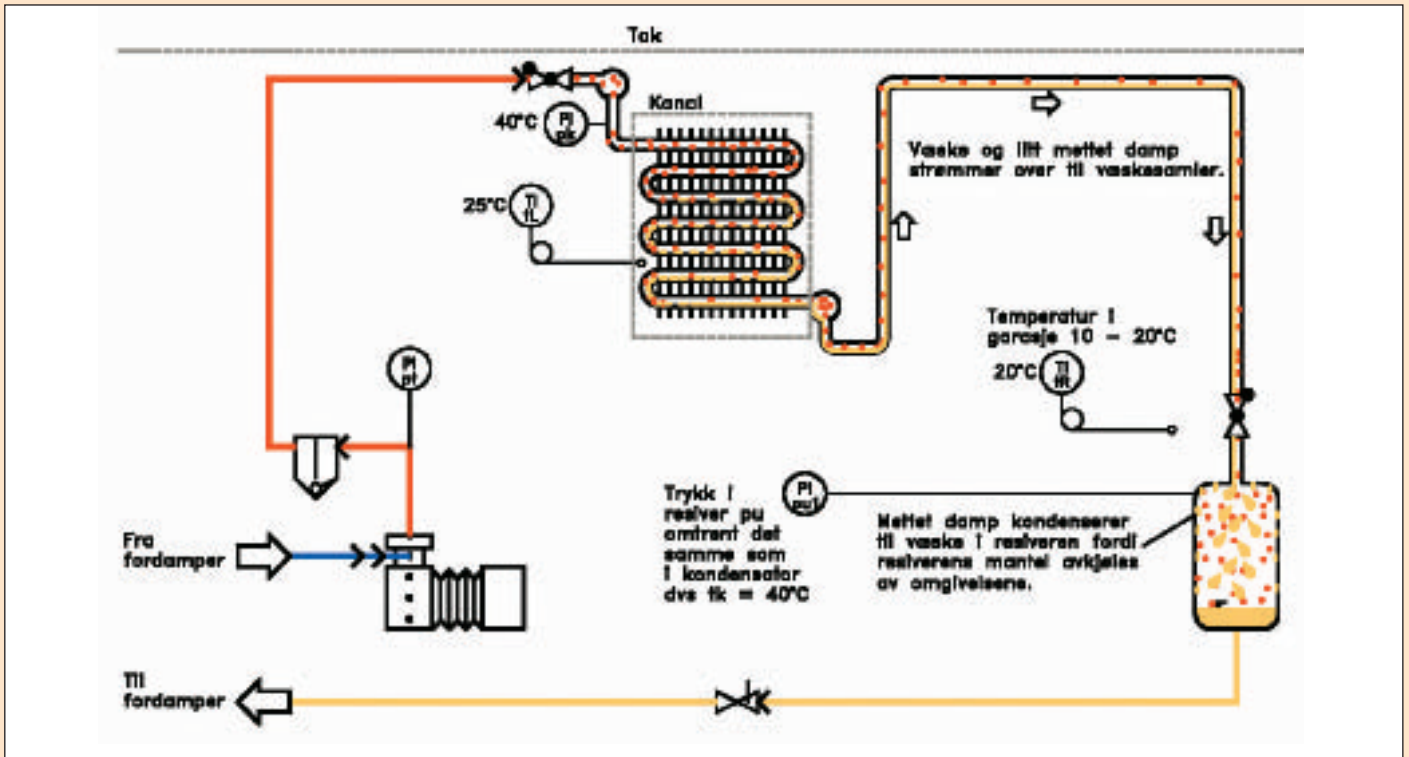 Tak
Kanal
40°C
PI
pk
25°C
TI
tL
Væske og litt mettet damp
strømmer over til væskesamler.
Temperatur i
garasje 10 – 20°C
20°C
TI
tR
PI
pt
Trykk i
resiver pu
omtrent det
samme som
i kondensator
dvs tk = 40°C
PI
pu1
Mettet damp kondenserer
til væske i resiveren fordi
resiverens mantel avkjøles
av omgivelsene.
Fra
fordamper
Til
fordamper